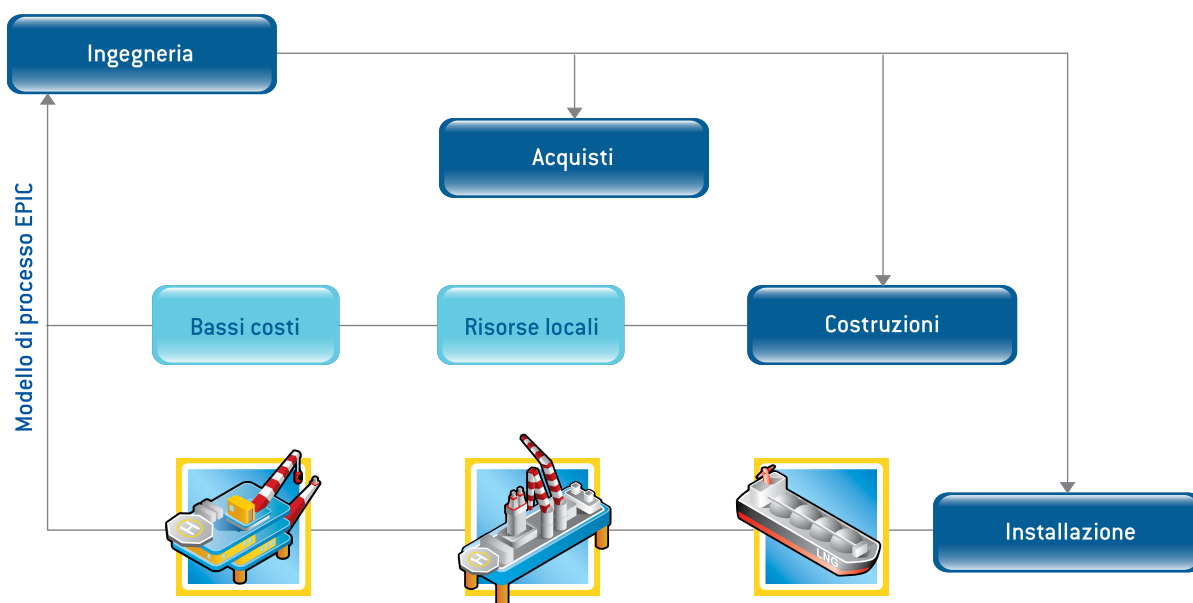 Ingegneria
Acquisti
Modello di processo EPIC
Bassi costi
Risorse locali
Costruzioni
H
H
LNG
Installazione